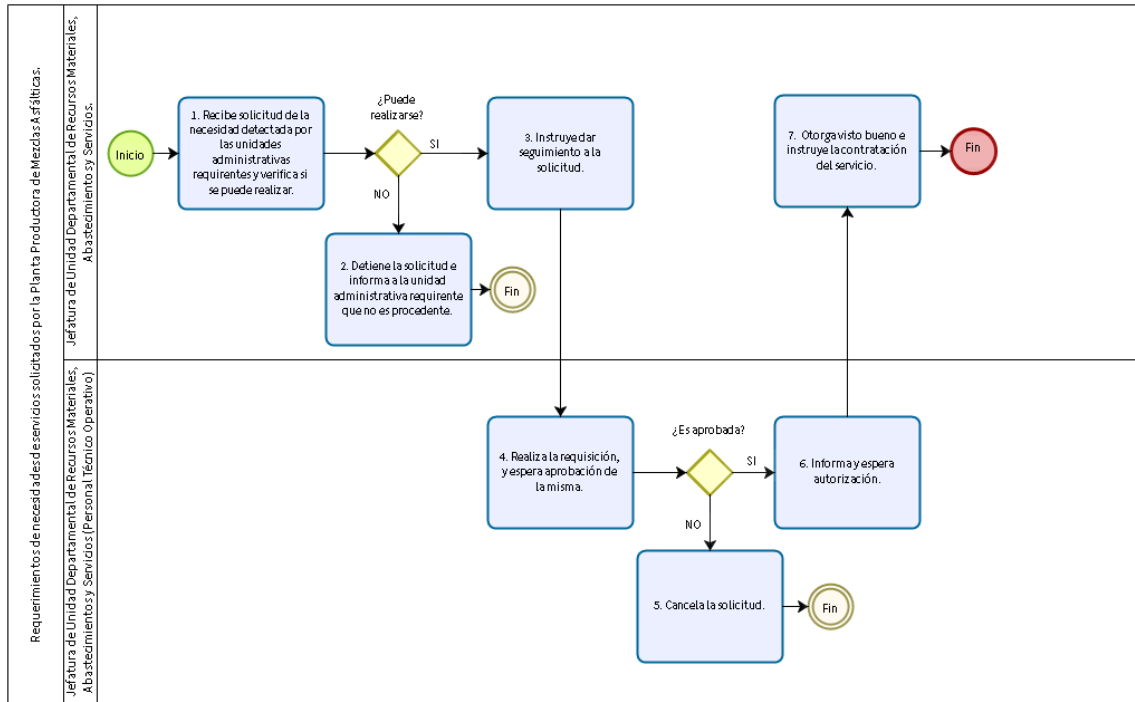 Requerimientos de necesidades de servicios solicitados por la Planta Productora de Mezclas Asfálticas.
Jefatura de Unidad Departamental de Recursos Materiales,
Abastecimiento y Servicios.
Inicio
1. Recibe solicitud de la
necesidad detectada por
las unidades
administrativas
requirentes y verifica si
se puede realizar.
¿Puede
realizarse?
SI
NO
3. Instruye dar
seguimiento a la
solicitud.
7. Otorga visto bueno e
instruye la contratación
del servicio.
Fin
2. Detiene la solicitud e
informa a la unidad
administrativa requirente
que no es procedente.
Fin
Jefatura de Unidad Departamental de Recursos Materiales,
Abastecimientos y Servicios (Personal Técnico Operativo)
4. Realiza la requisición,
y espera aprobación de
la misma.
¿Es aprobada?
SI
NO
6. Informa y espera
autorización.
5. Cancela la solicitud.
Fin